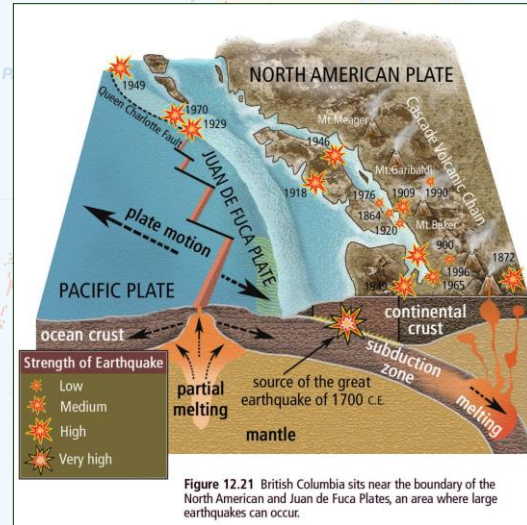 NORTH AMERICAN PLATE
1949
Queen Charlotte Fault
1970
1929
JUAN DE FUCA PLATE
Mt.Meager
Cascade Volcanic Chain
1946
Mt.Garibaldi
1918
1976
1909
1990
1864
1920
Mt.Baker
900
1872
1996
1949
1965
plate motion
PACIFIC PLATE
ocean crust
continental
crust
subduction
zone
Strength of Earthquake
Low
Medium
High
Very high
partial
melting
source of the great
earthquake of 1700 C.E.
melting
mantle
Figure 12.21 British Columbia sits near the boundary of the
North American and Juan de Fuca Plates, an area where large
earthquakes can occur.